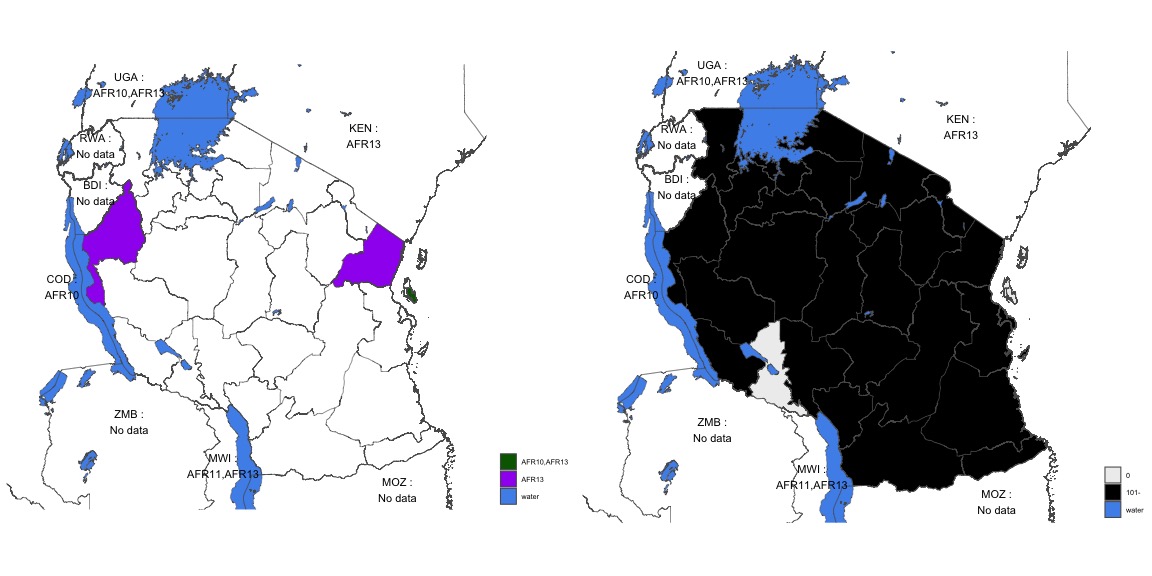 UGA :
AFR10,AFR13
RWA :
No data
BDI :
No data
KEN :
AFR13
COD :
AFR10
ZMB :
No data
MWI :
AFR11,AFR13
MOZ :
No data
AFR10,AFR13
AFR13
water
UGA :
AFR10,AFR13
RWA :
No data
BDI :
No data
KEN :
AFR13
COD :
AFR10
ZMB :
No data
MWI :
AFR11,AFR13
MOZ :
No data
0
101-
water